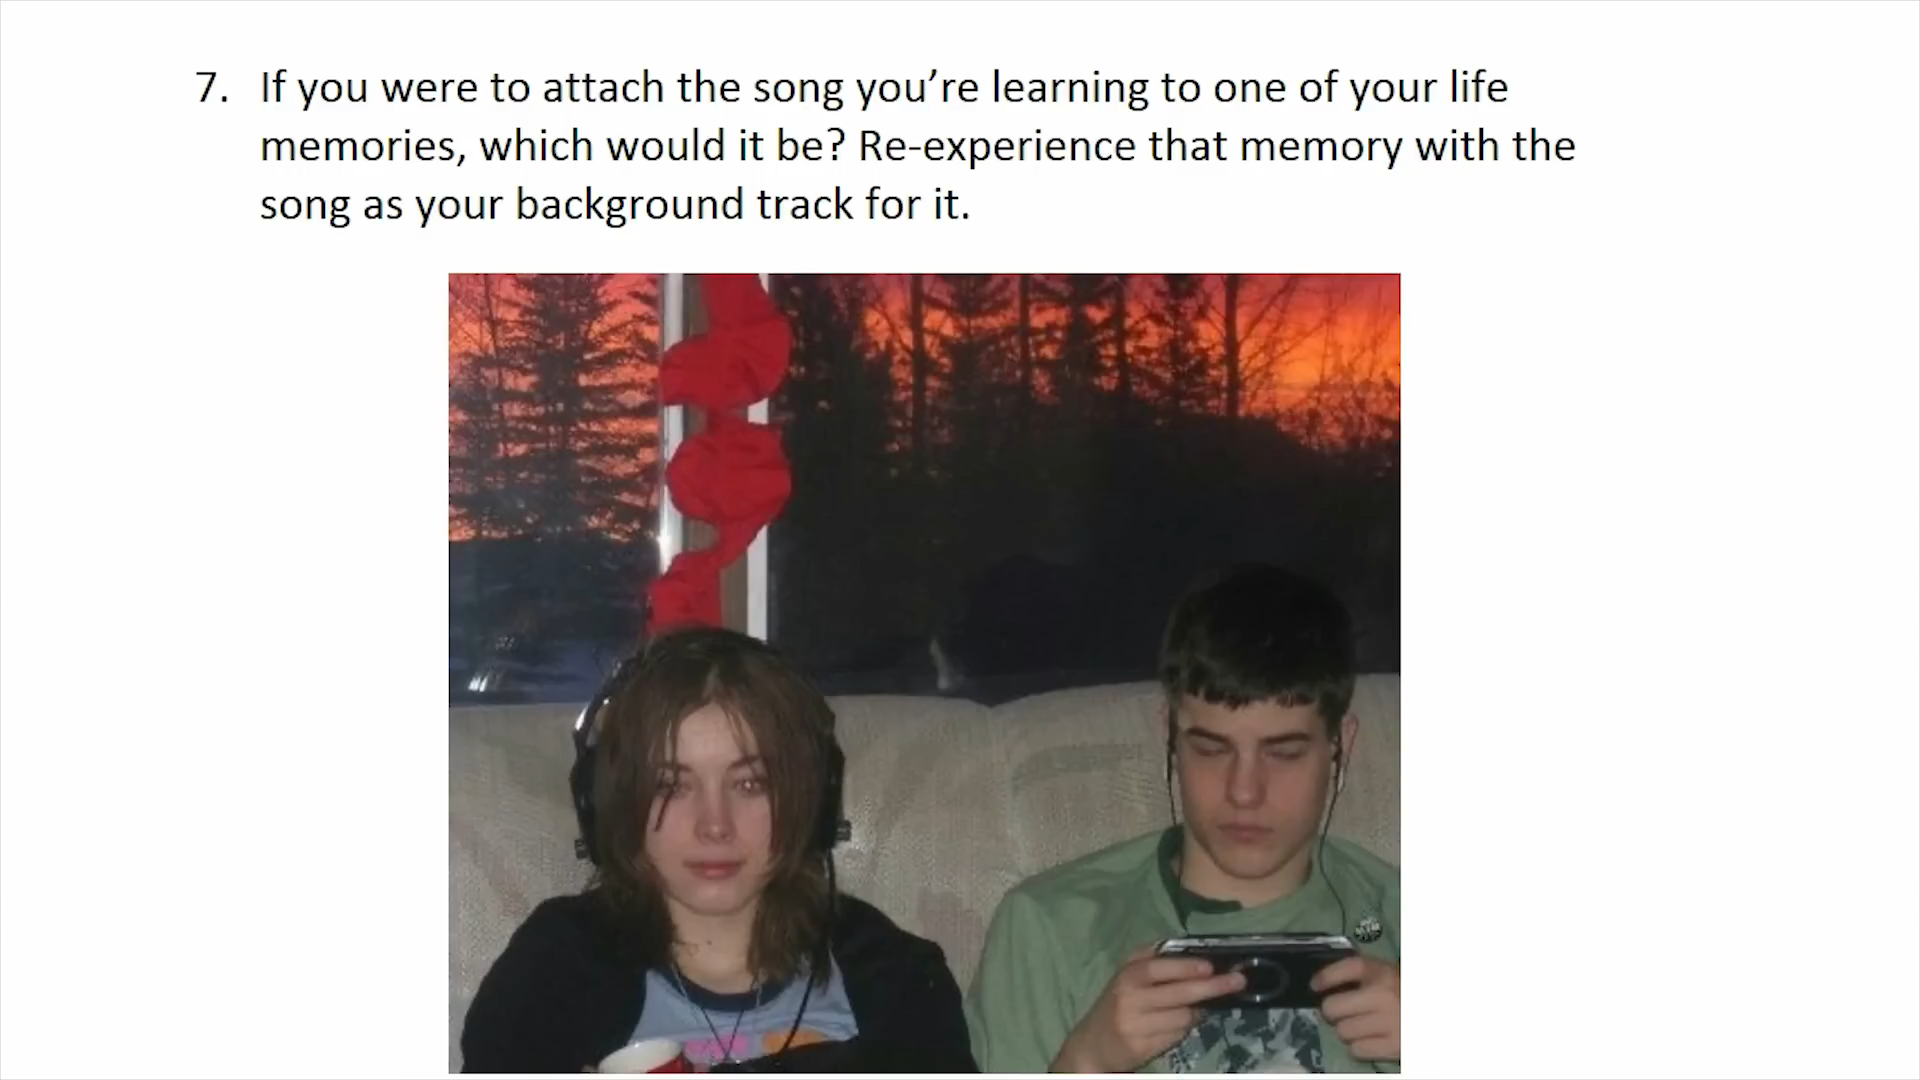 7. If you were to attach the song you’re learning to one of your life
memories, which would it be? Re-experience that memory with the
song as your background track for it.